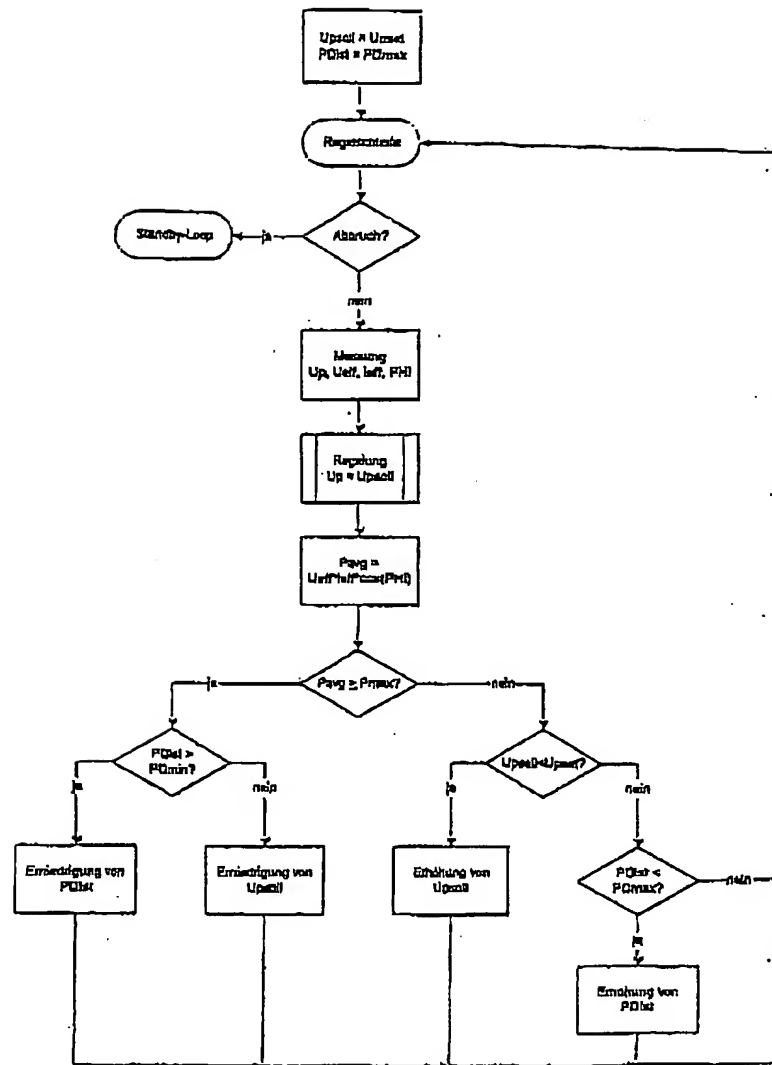 Upsoll = Upset
PDist = PDmax
Regelschleife
Standby-Loop
ja
Abbruch?
nein
Messung
Up, Ueff, Ieff, PHI
Regelung
Up = Upsoll
Pavg =
Ueff*Ieff*cos(PHI)
ja
Pavg ≥ Pmax?
nein
PDist >
PDmin?
Upsoll<Upset?
ja
nein
ja
nein
Erniedrigung von
PDist
Erniedrigung von
Upsoll
Erhöhung von
Upsoll
PDist <
PDmax?
nein
ja
Erhöhung von
PDist